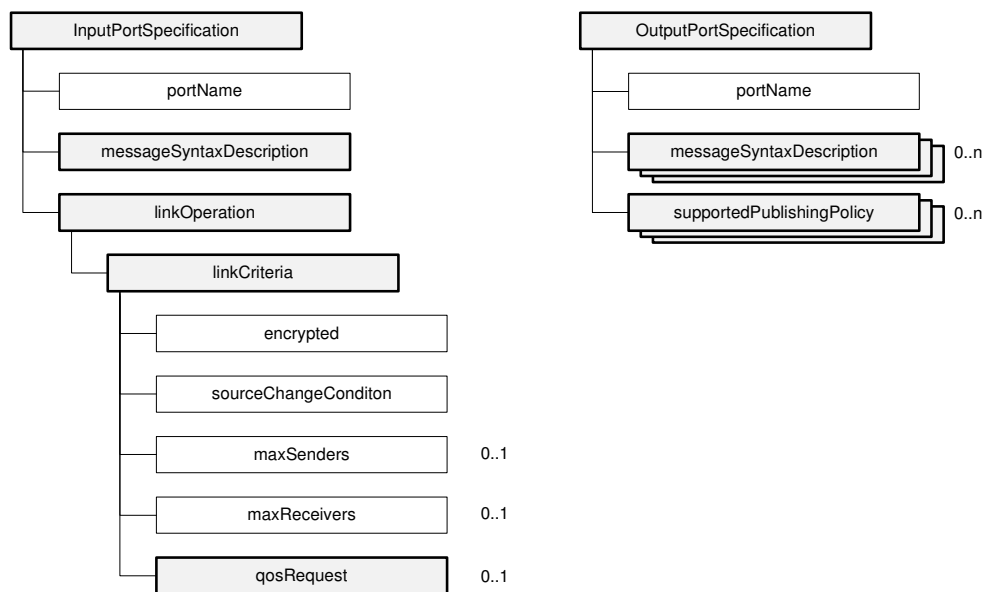 InputPortSpecification
portName
messageSyntaxDescription
linkOperation
linkCriteria
encrypted
sourceChangeConditon
maxSenders 0..1
maxReceivers 0..1
qosRequest 0..1
OutputPortSpecification
portName
messageSyntaxDescription 0..n
supportedPublishingPolicy 0..n